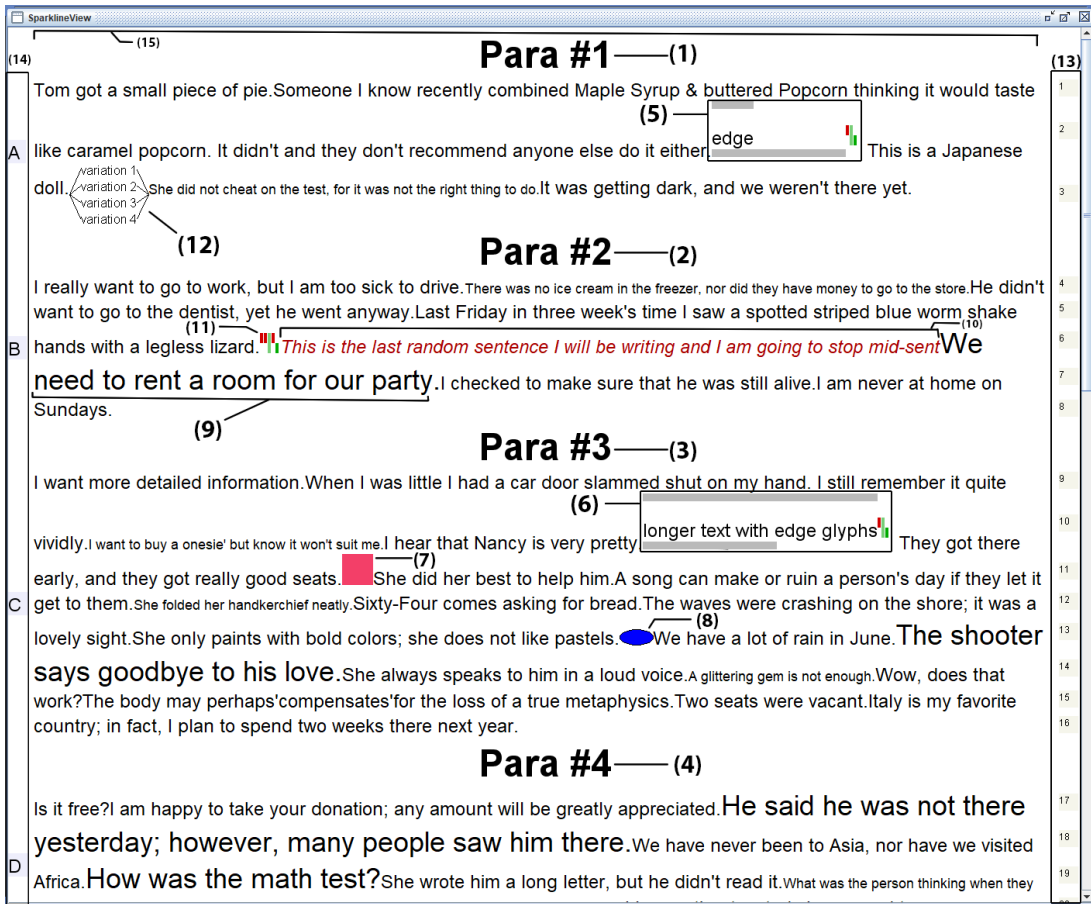 SparklineView
(15)
(14)
Para #1 (1)
(13)
Tom got a small piece of pie.Someone I know recently combined Maple Syrup & buttered Popcorn thinking it would taste 1
(5) edge 2
A like caramel popcorn. It didn't and they don't recommend anyone else do it either. This is a Japanese
variation 1
variation 2
variation 3
variation 4
doll. She did not cheat on the test, for it was not the right thing to do.It was getting dark, and we weren't there yet. 3
(12)
Para #2 (2)
I really want to go to work, but I am too sick to drive.There was no ice cream in the freezer, nor did they have money to go to the store.He didn't 4
want to go to the dentist, yet he went anyway.Last Friday in three week's time I saw a spotted striped blue worm shake 5
(11) (10)
B hands with a legless lizard. This is the last random sentence I will be writing and I am going to stop mid-sentWe 6
need to rent a room for our party.I checked to make sure that he was still alive.I am never at home on 7
Sundays. 8
(9)
Para #3 (3)
I want more detailed information.When I was little I had a car door slammed shut on my hand. I still remember it quite 9
(6) longer text with edge glyphs 10
vividly.I want to buy a onesie' but know it won't suit me.I hear that Nancy is very pretty. They got there
(7)
early, and they got really good seats. She did her best to help him.A song can make or ruin a person's day if they let it 11
C get to them.She folded her handkerchief neatly.Sixty-Four comes asking for bread.The waves were crashing on the shore; it was a 12
(8)
lovely sight.She only paints with bold colors; she does not like pastels. We have a lot of rain in June.The shooter 13
says goodbye to his love.She always speaks to him in a loud voice.A glittering gem is not enough.Wow, does that 14
work?The body may perhaps'compensates'for the loss of a true metaphysics.Two seats were vacant.Italy is my favorite 15
country; in fact, I plan to spend two weeks there next year. 16
Para #4 (4)
Is it free?I am happy to take your donation; any amount will be greatly appreciated.He said he was not there 17
yesterday; however, many people saw him there.We have never been to Asia, nor have we visited 18
D Africa.How was the math test?She wrote him a long letter, but he didn't read it.What was the person thinking when they 19